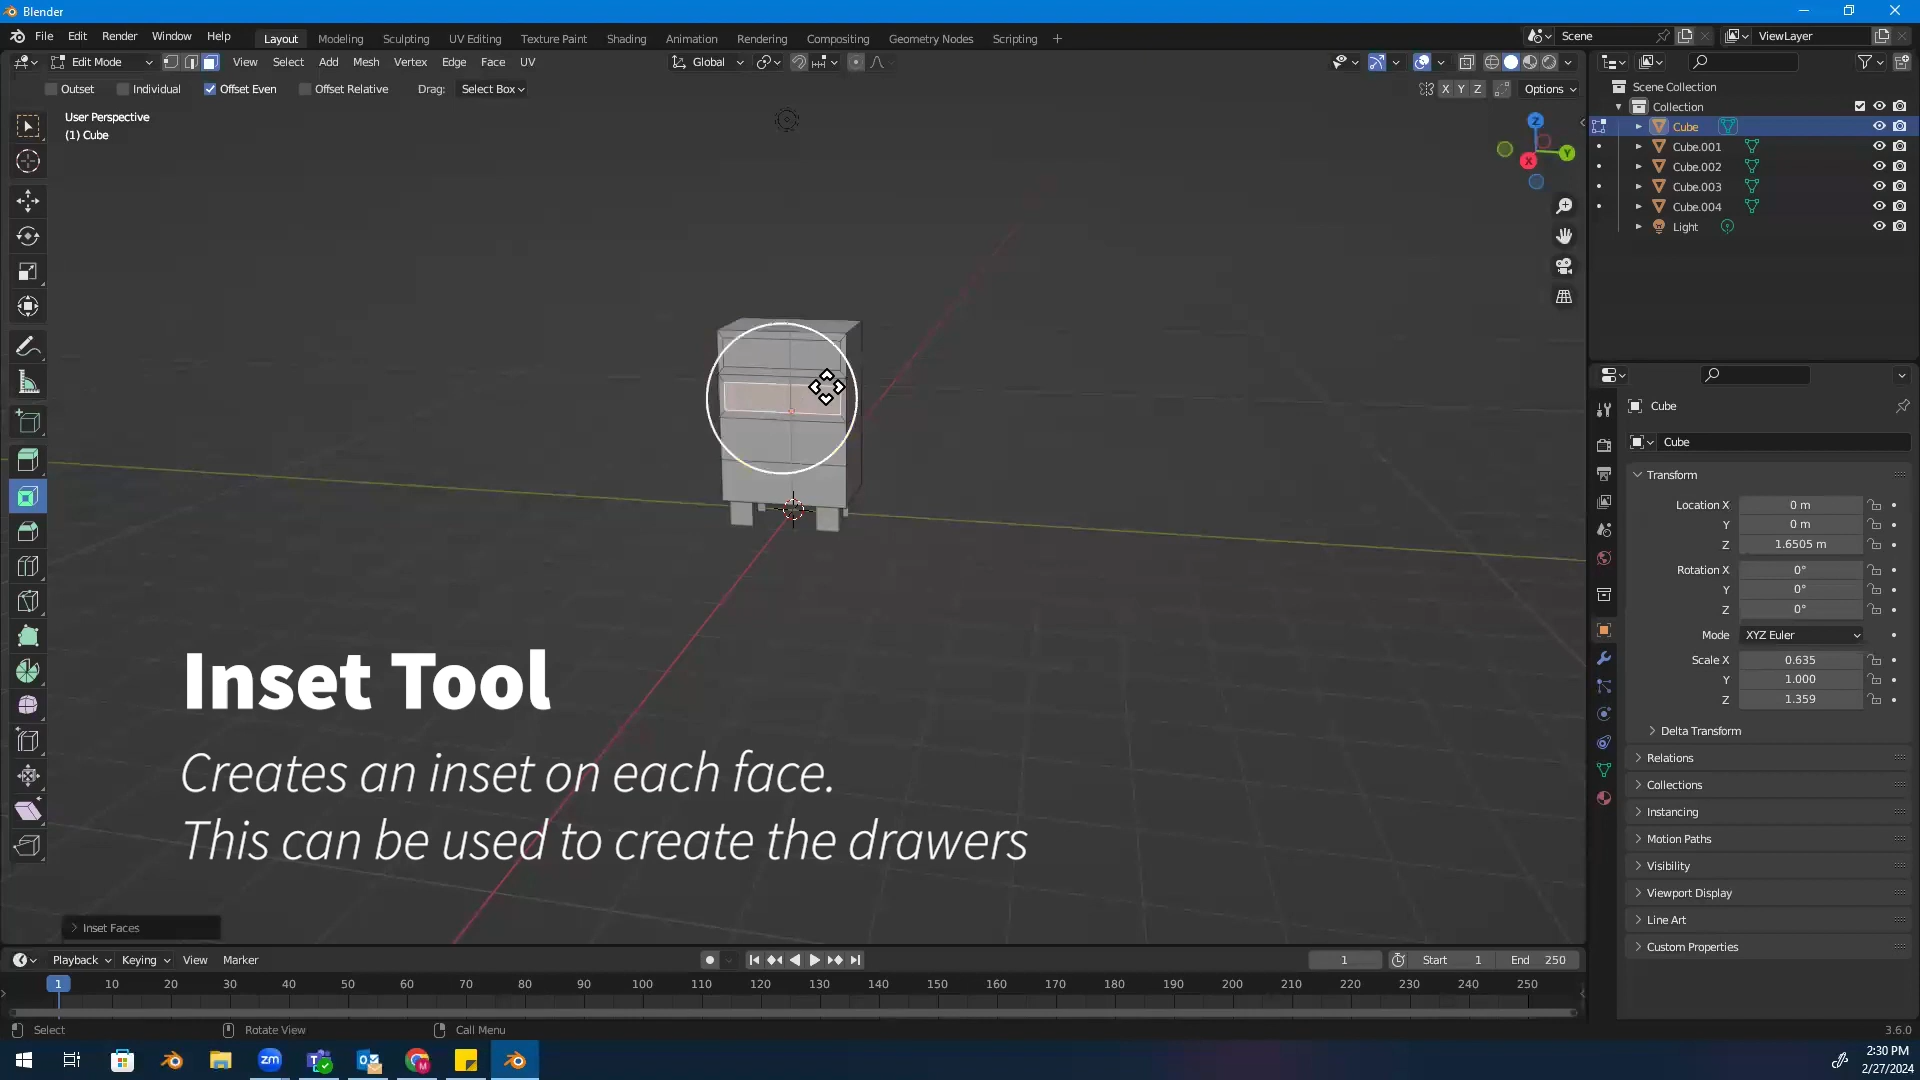 Blender
File Edit Render Window Help
Layout Modeling Sculpting UV Editing Texture Paint Shading Animation Rendering Compositing Geometry Nodes Scripting +
Scene ViewLayer
Edit Mode View Select Add Mesh Vertex Edge Face UV Global
Outset Individual Offset Even Offset Relative Drag: Select Box X Y Z Options
User Perspective
(1) Cube
Z
Y
X
Scene Collection
Collection
Cube
Cube.001
Cube.002
Cube.003
Cube.004
Light
Cube
Cube
Transform
Location X 0 m
Y 0 m
Z 1.6505 m
Rotation X 0°
Y 0°
Z 0°
Mode XYZ Euler
Scale X 0.635
Y 1.000
Z 1.359
Delta Transform
Relations
Collections
Instancing
Motion Paths
Visibility
Viewport Display
Line Art
Custom Properties
Inset Tool
Creates an inset on each face.
This can be used to create the drawers
Inset Faces
Playback Keying View Marker 1 Start 1 End 250
1 10 20 30 40 50 60 70 80 90 100 110 120 130 140 150 160 170 180 190 200 210 220 230 240 250
Select Rotate View Call Menu 3.6.0
zm
2:30 PM
2/27/2024